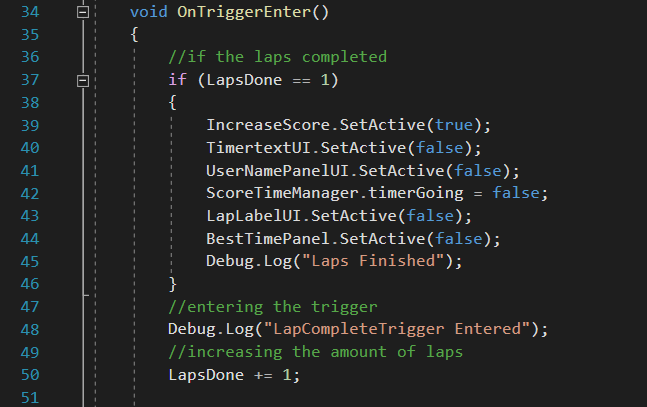 34 void OnTriggerEnter()
35 {
36 //if the laps completed
37 if (LapsDone == 1)
38 {
39 IncreaseScore.SetActive(true);
40 TimertextUI.SetActive(false);
41 UserNamePanelUI.SetActive(false);
42 ScoreTimeManager.timerGoing = false;
43 LapLabelUI.SetActive(false);
44 BestTimePanel.SetActive(false);
45 Debug.Log("Laps Finished");
46 }
47 //entering the trigger
48 Debug.Log("LapCompleteTrigger Entered");
49 //increasing the amount of laps
50 LapsDone += 1;
51